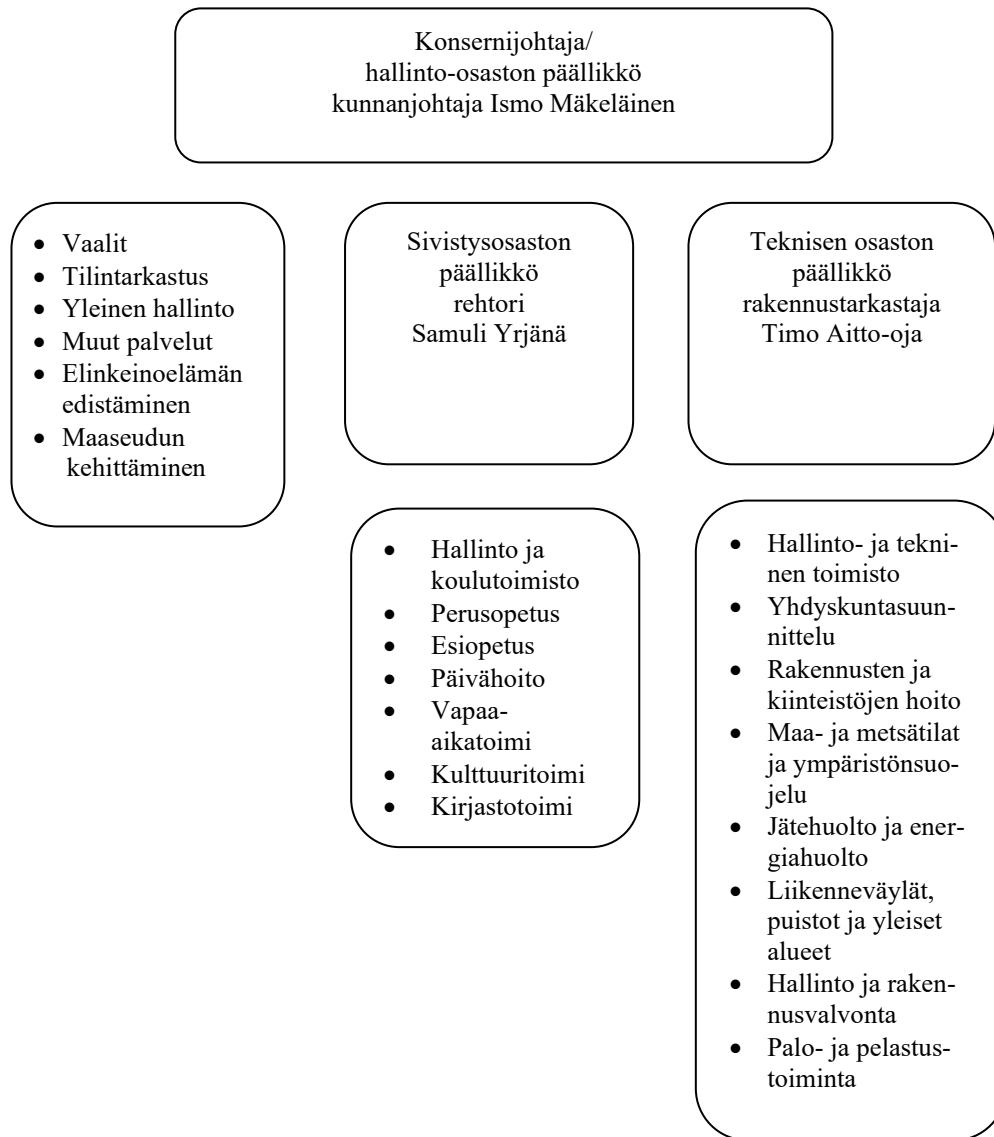 Konsernijohtaja/
hallinto-osaston päällikkö
kunnanjohtaja Ismo Mäkeläinen
• Vaalit
• Tilintarkastus
• Yleinen hallinto
• Muut palvelut
• Elinkeinoelämän
edistäminen
• Maaseudun
kehittäminen
Sivistysosaston
päällikkö
rehtori
Samuli Yrjänä
Teknisen osaston
päällikkö
rakennustarkastaja
Timo Aitto-oja
• Hallinto ja
koulutoimisto
• Perusopetus
• Esiopetus
• Päivähoito
• Vapaa-
aikatoimi
• Kulttuuritoimi
• Kirjastotoimi
• Hallinto- ja tekni-
nen toimisto
• Yhdyskuntasuun-
nittelu
• Rakennusten ja
kiinteistöjen hoito
• Maa- ja metsätilat
ja ympäristönsuo-
jelu
• Jätehuolto ja ener-
giahuolto
• Liikenneväylät,
puistot ja yleiset
alueet
• Hallinto ja raken-
nusvalvonta
• Palo- ja pelastus-
toiminta